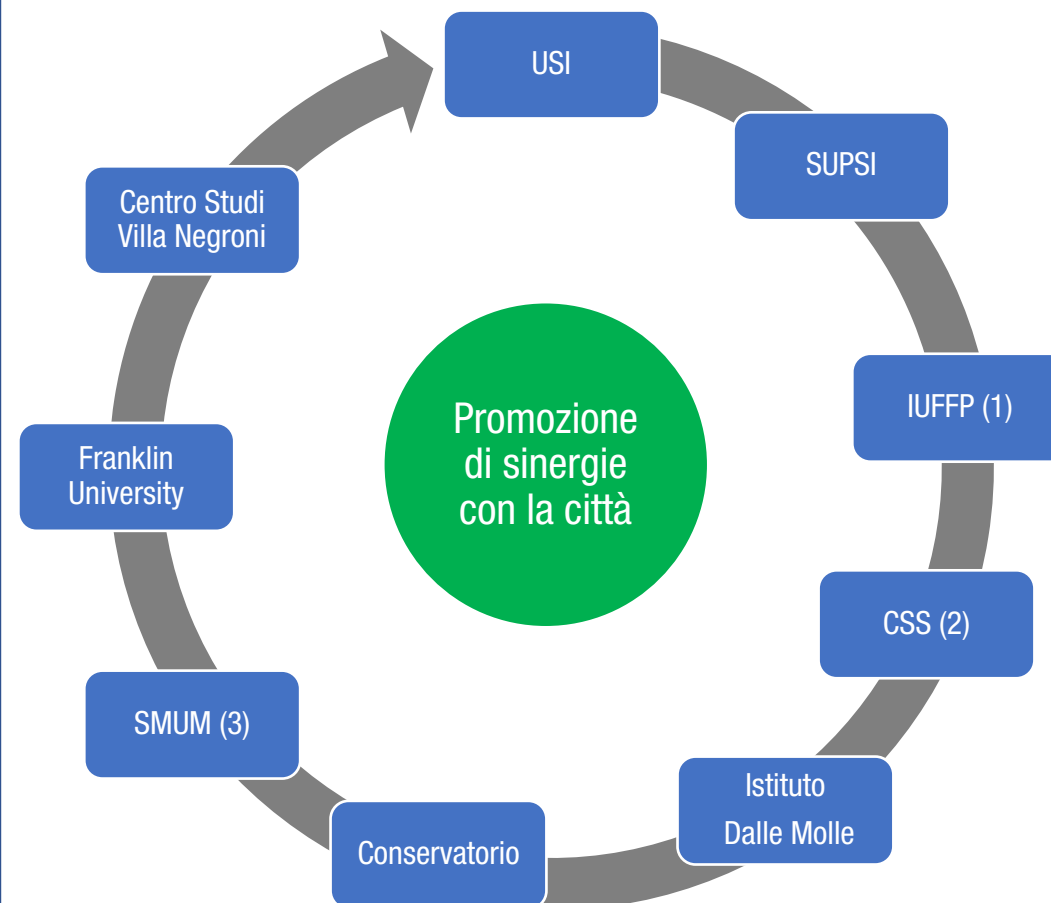 USI
SUPSI
IUFFP (1)
CSS (2)
Istituto
Dalle Molle
Conservatorio
SMUM (3)
Franklin
University
Centro Studi
Villa Negroni
Promozione
di sinergie
con la città